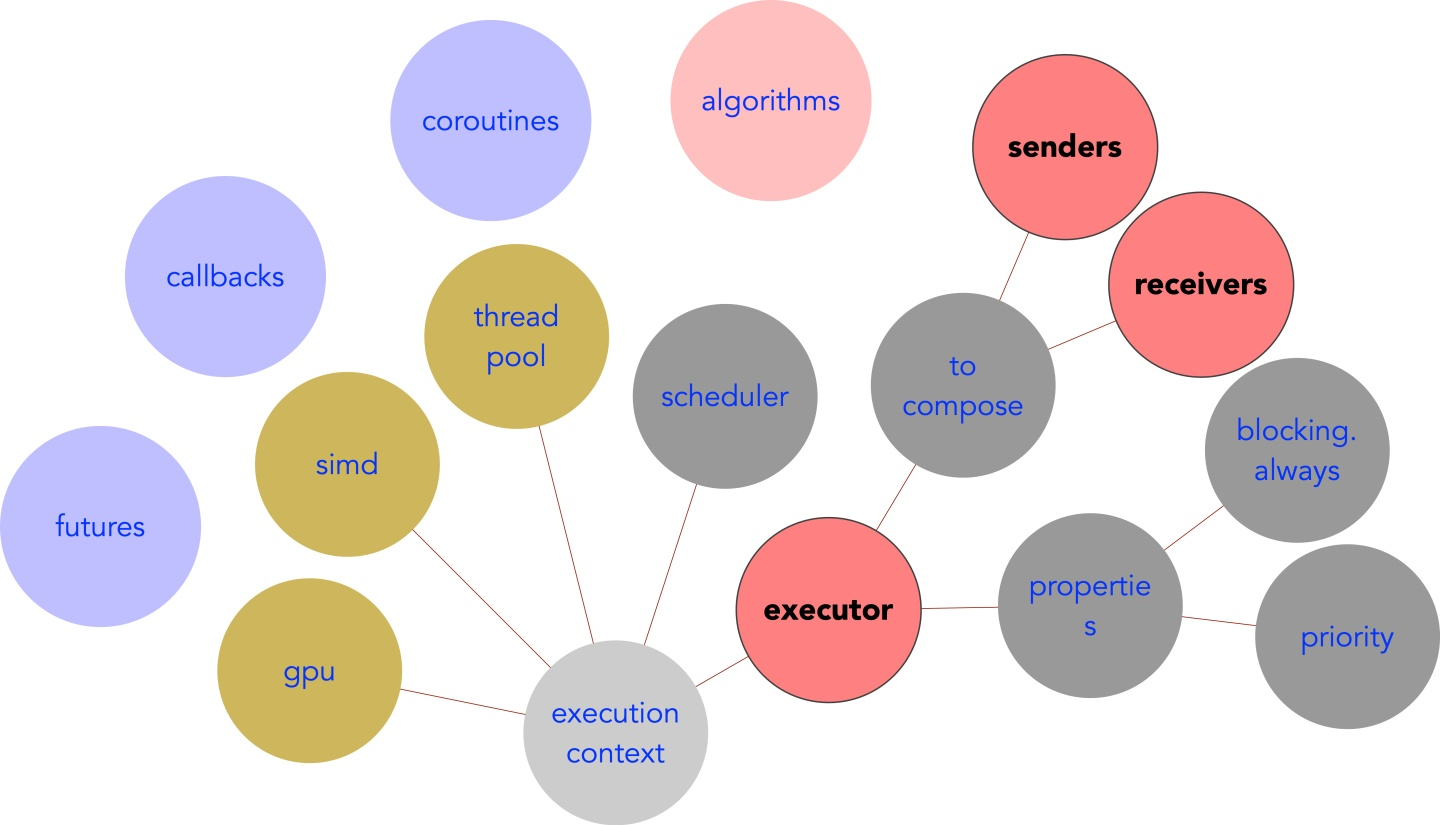 coroutines
algorithms
senders
callbacks
receivers
thread
pool
scheduler
to
compose
simd
blocking.
always
futures
executor
propertie
s
priority
gpu
execution
context